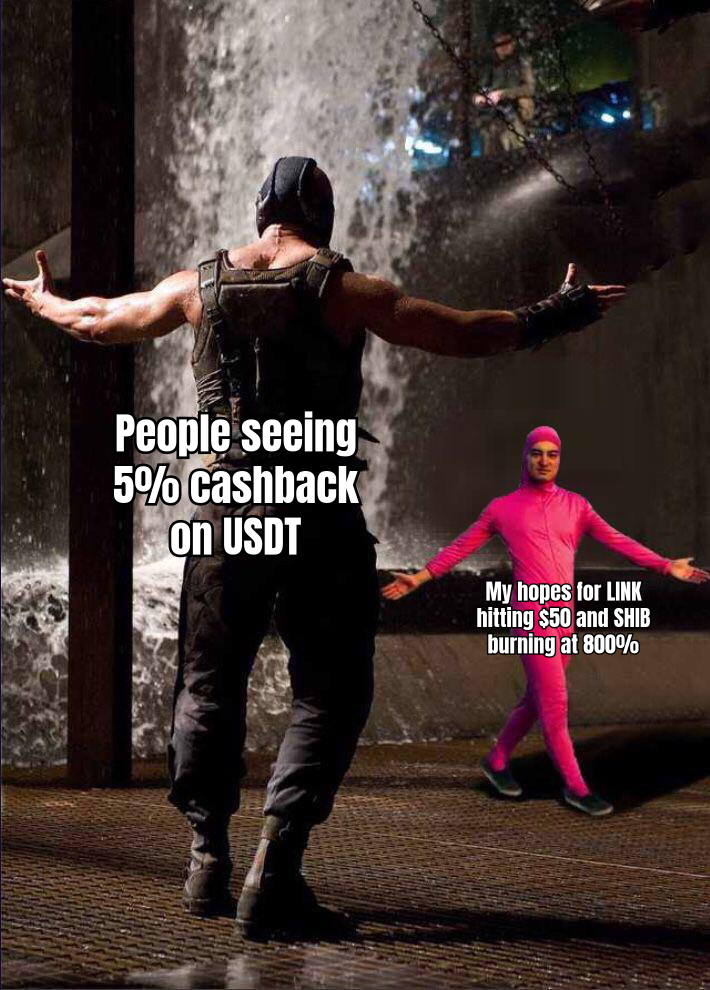 People seeing
5% cashback
on USDT
My hopes for LINK
hitting $50 and SHIB
burning at 800%